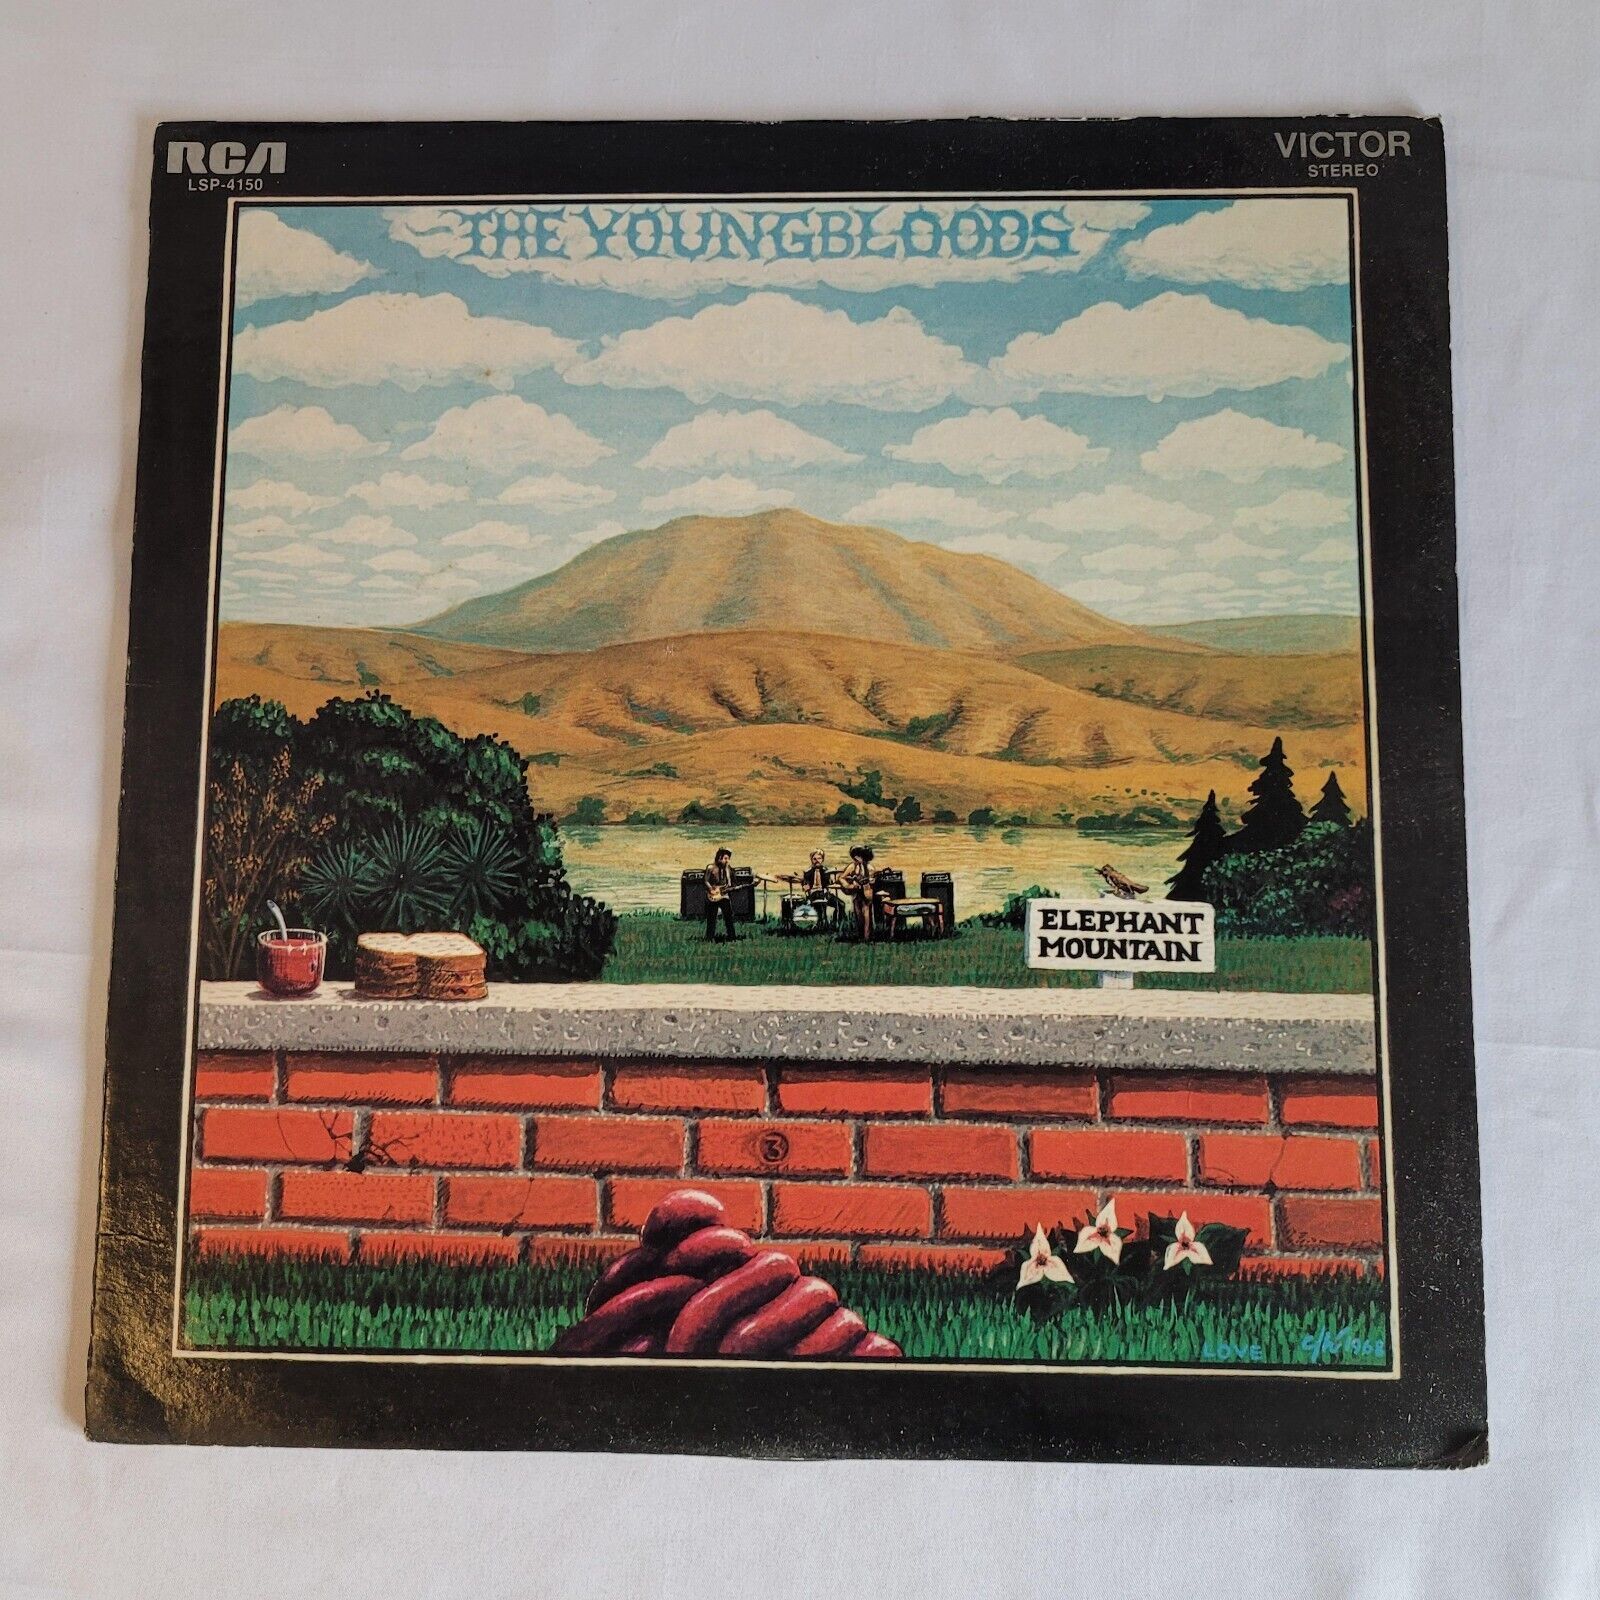 RCA
LSP-4150
VICTOR
STEREO
THE YOUNGBLOODS
ELEPHANT
MOUNTAIN
3
LOVE